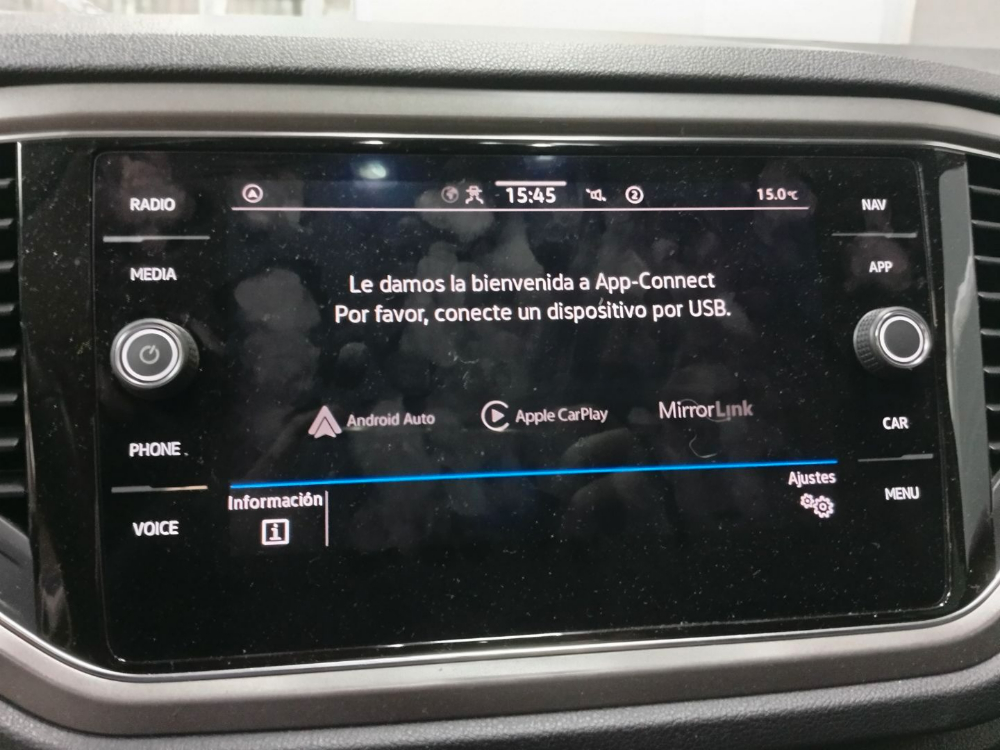 RADIO
MEDIA
PHONE
VOICE
15:45
2
15.0℃
Le damos la bienvenida a App-Connect
Por favor, conecte un dispositivo por USB.
Android Auto
Apple CarPlay
MirrorLink
Información
i
Ajustes
NAV
APP
CAR
MENU